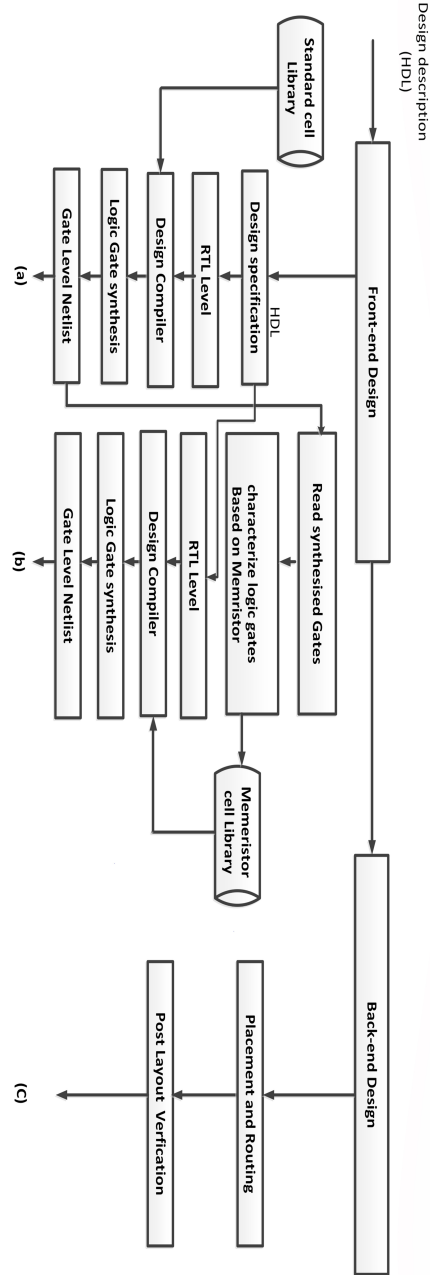 Design description
(HDL)
Front-end Design
Back-end Design
Standard cell
Library
Design specification
HDL
RTL Level
Design Compiler
Logic Gate synthesis
Gate Level Netlist
(a)
Read synthesised Gates
characterize logic gates
Based on Memristor
RTL Level
Design Compiler
Logic Gate synthesis
Gate Level Netlist
(b)
Memeristor
cell Library
Placement and Routing
Post Layout Verfication
(C)